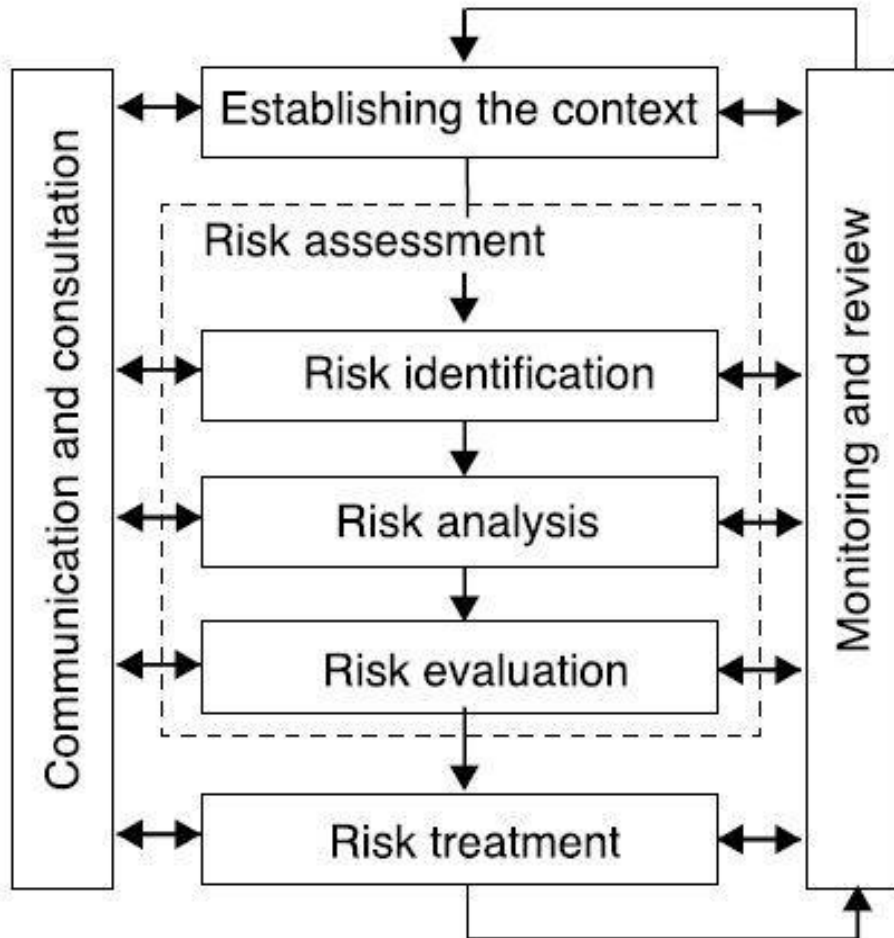 Establishing the context
Communication and consultation
Monitoring and review
Risk assessment
Risk identification
Risk analysis
Risk evaluation
Risk treatment